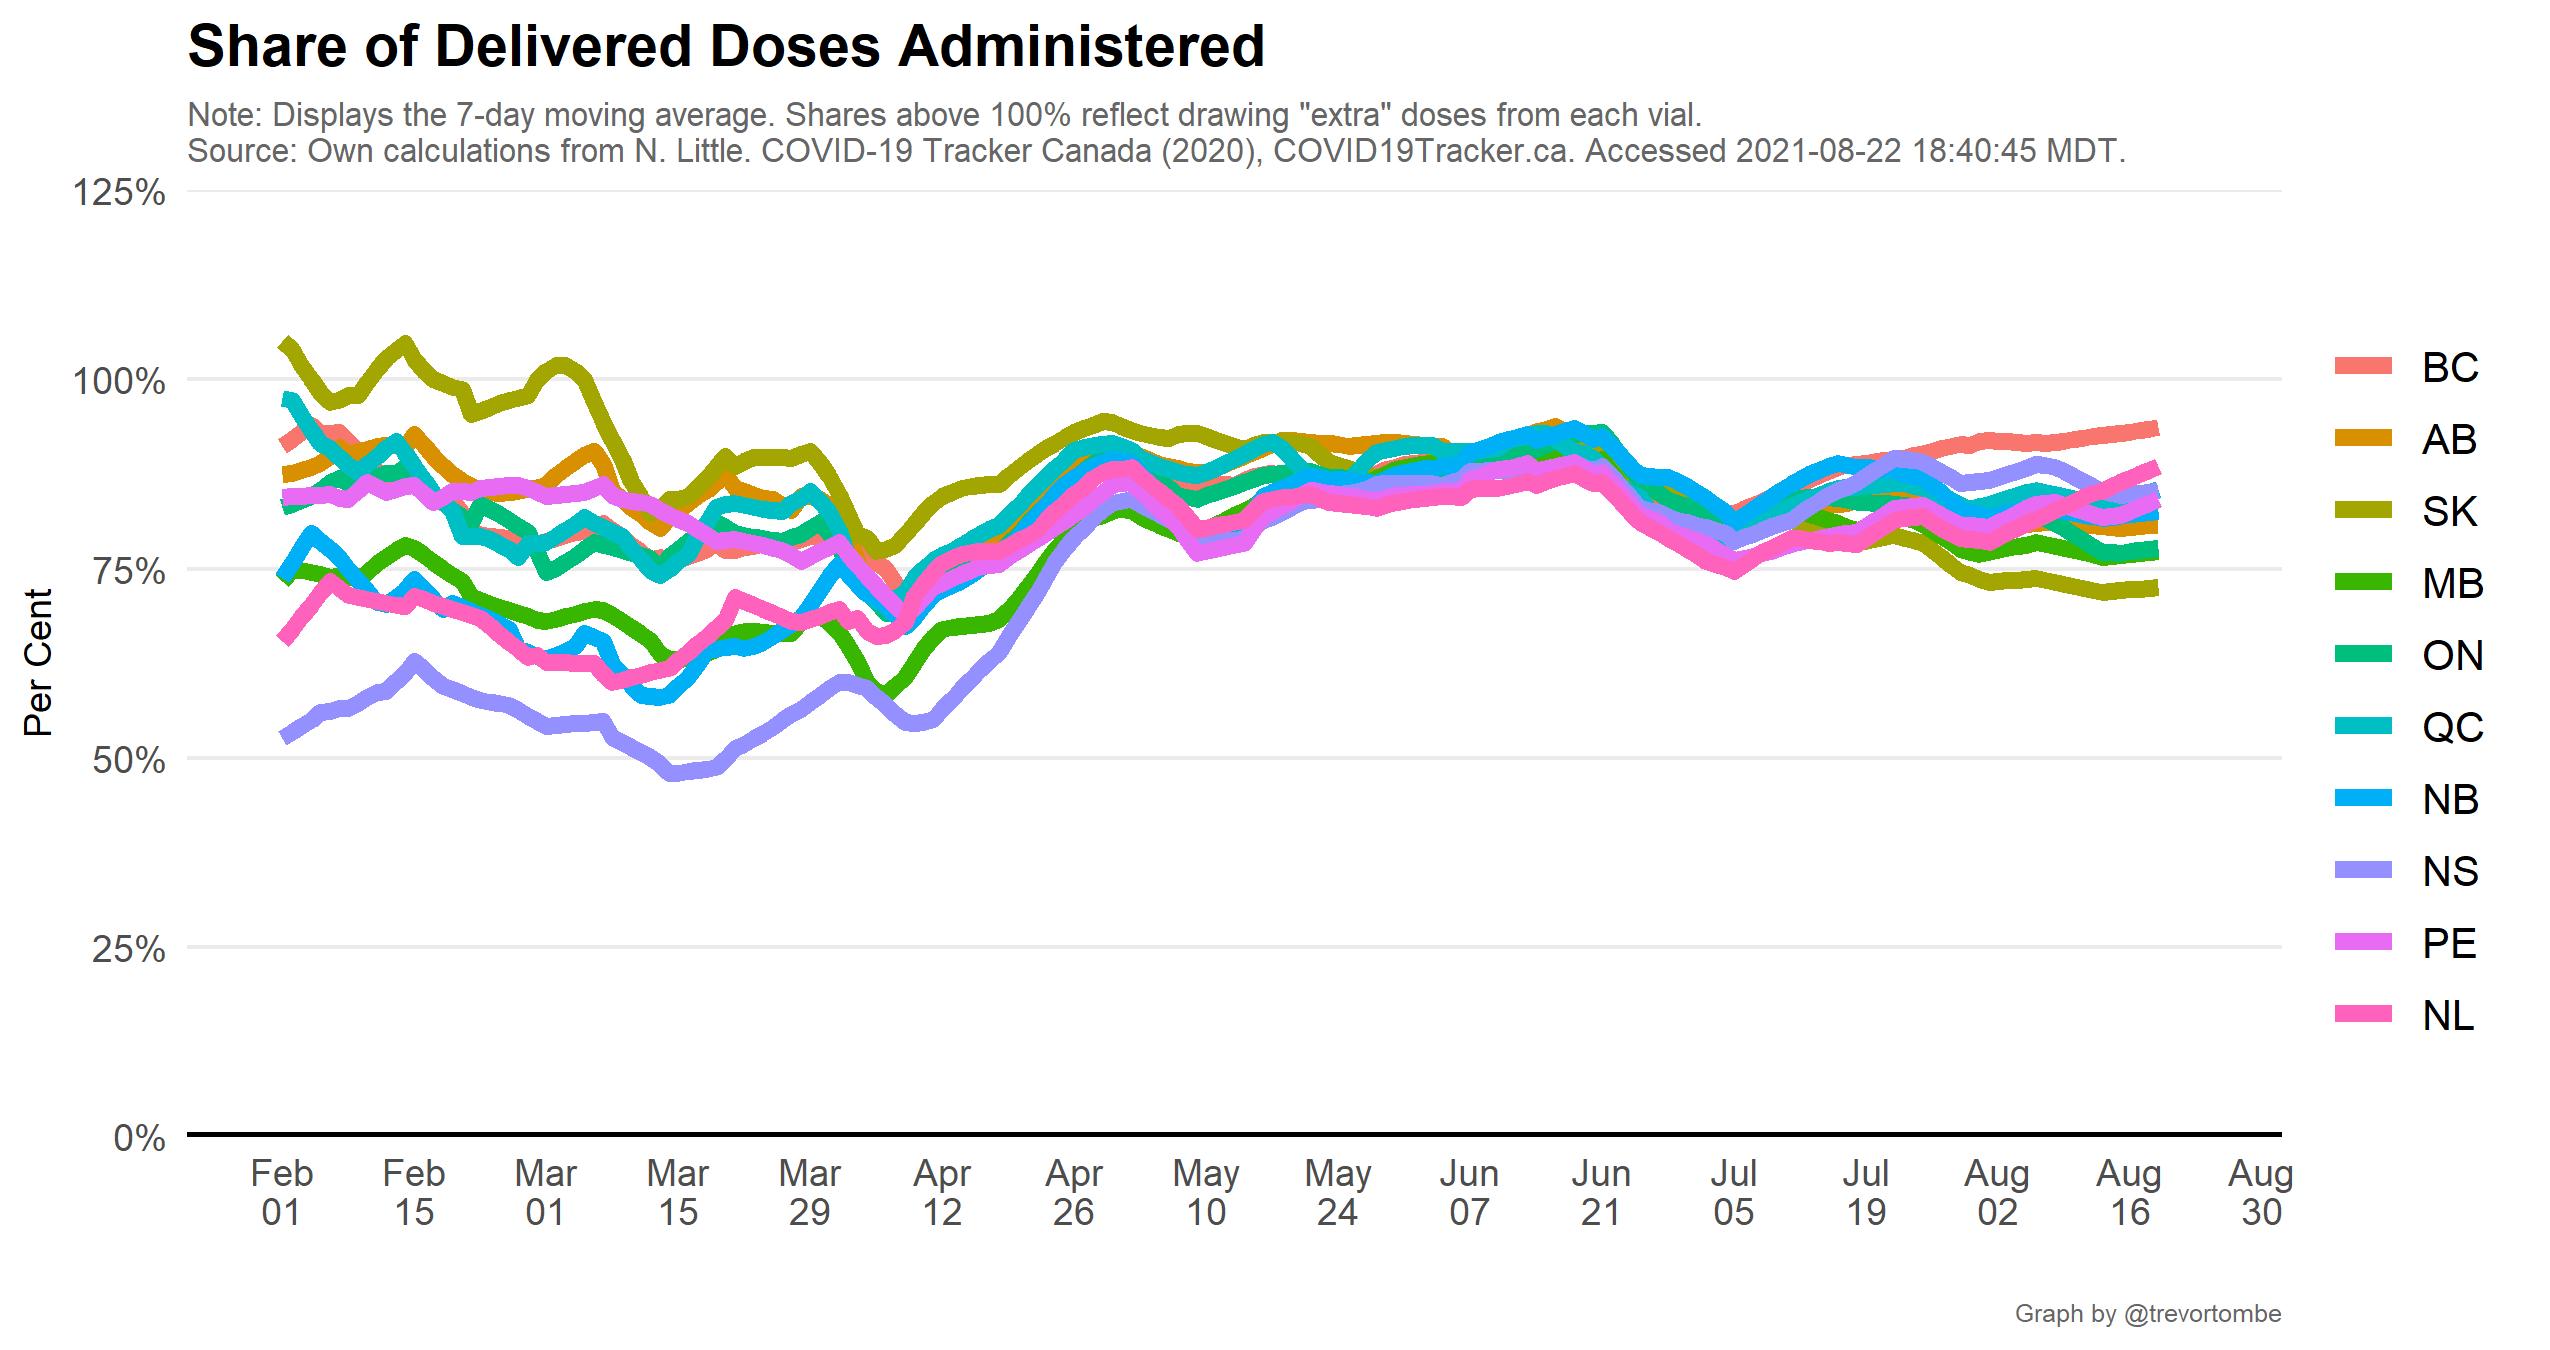 Share of Delivered Doses Administered
Note: Displays the 7-day moving average. Shares above 100% reflect drawing "extra" doses from each vial.
Source: Own calculations from N. Little. COVID-19 Tracker Canada (2020), COVID19Tracker.ca. Accessed 2021-08-22 18:40:45 MDT.
125%
100%
75%
50%
25%
0%
Per Cent
Feb 01
Feb 15
Mar 01
Mar 15
Mar 29
Apr 12
Apr 26
May 10
May 24
Jun 07
Jun 21
Jul 05
Jul 19
Aug 02
Aug 16
Aug 30
BC
AB
SK
MB
ON
QC
NB
NS
PE
NL
Graph by @trevortombe